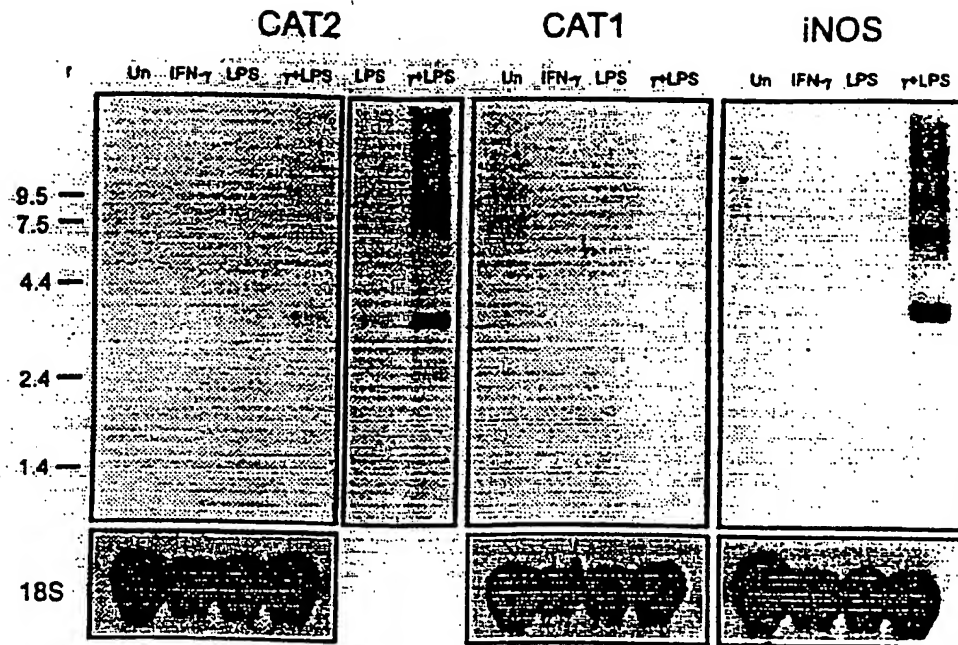 CAT2 CAT1 iNOS
r Un IFN-γ LPS γ+LPS LPS γ+LPS Un IFN-γ LPS γ+LPS Un IFN-γ LPS γ+LPS
9.5
7.5
4.4
2.4
1.4
18S